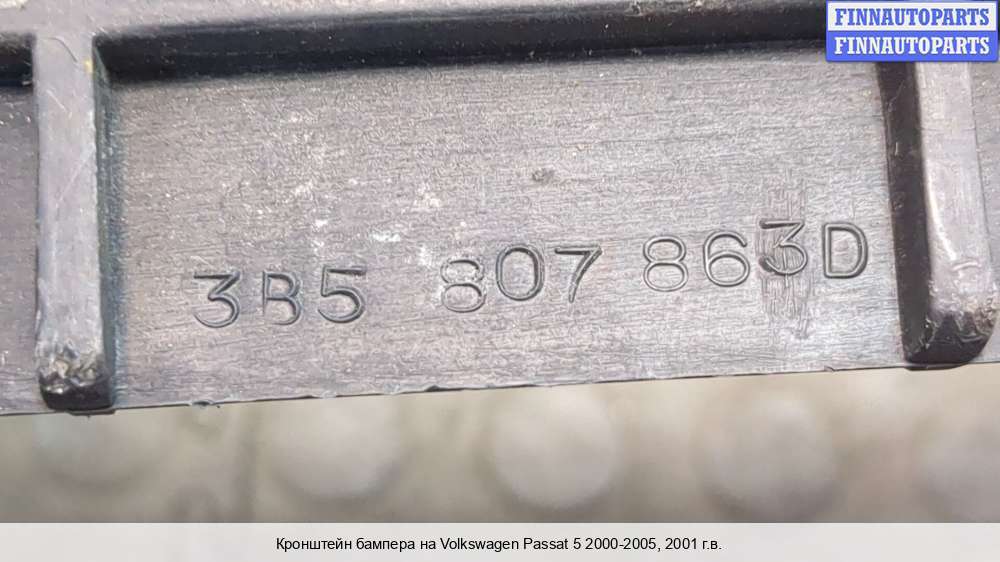 FINNAUTOPARTS
FINNAUTOPARTS
3B5 807 863D
Кронштейн бампера на Volkswagen Passat 5 2000-2005, 2001 г.в.